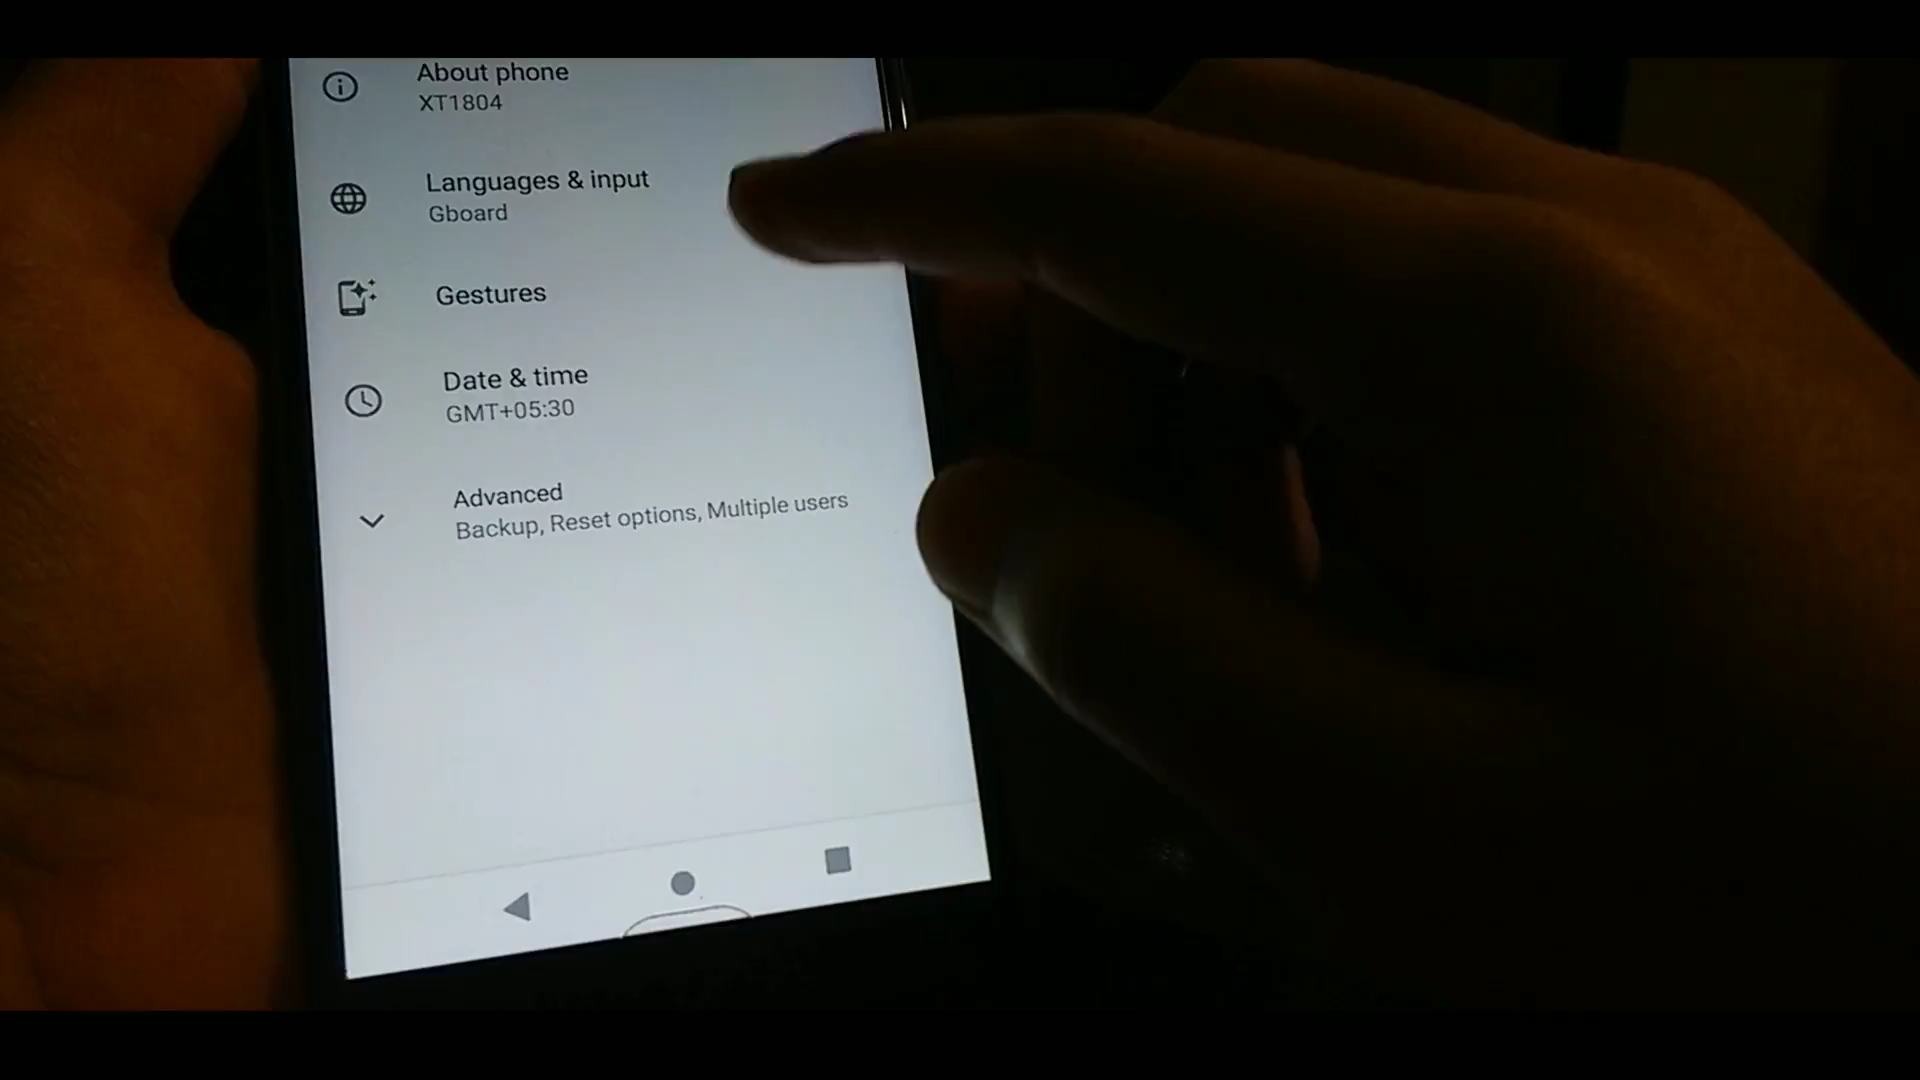 About phone
XT1804
Languages & input
Gboard
Gestures
Date & time
GMT+05:30
Advanced
Backup, Reset options, Multiple users